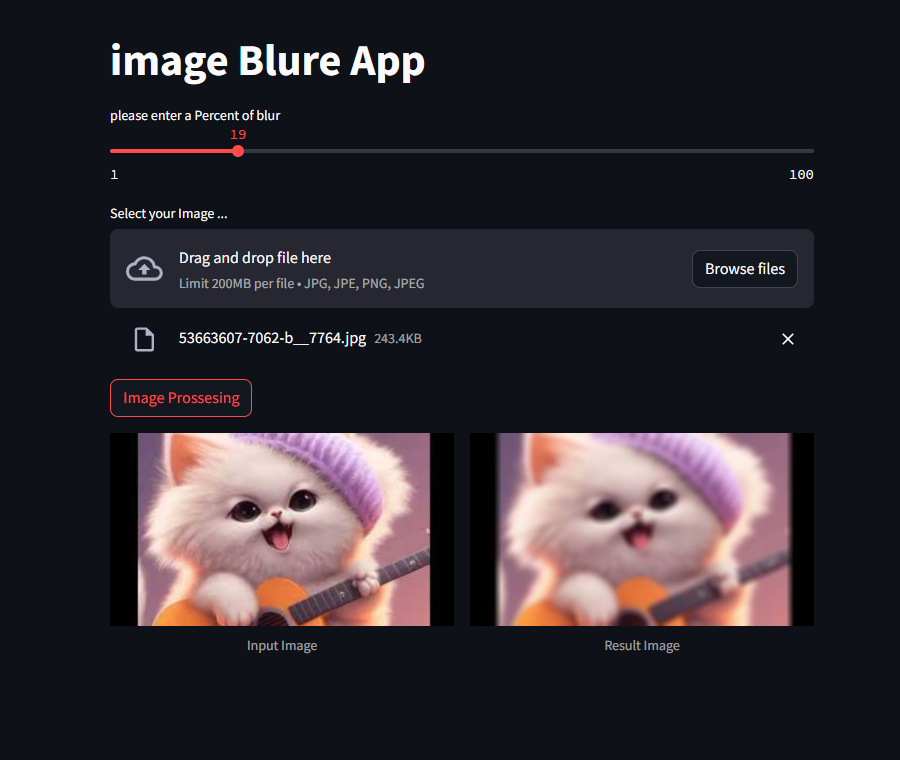 image Blure App
please enter a Percent of blur
19
1
100
Select your Image ...
Drag and drop file here
Limit 200MB per file • JPG, JPE, PNG, JPEG
Browse files
53663607-7062-b__7764.jpg 243.4KB
Image Prossesing
Input Image
Result Image